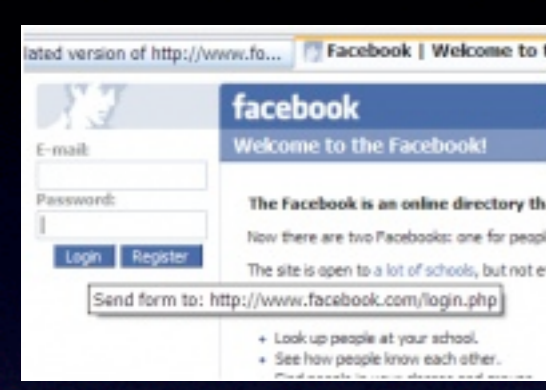 lated version of http://www.fo...
Facebook | Welcome to t
facebook
Welcome to the Facebook!
E-mail:
Password:
Login
Register
The Facebook is an online directory th
Now there are two Facebooks: one for peopl
The site is open to a lot of schools, but not e
Send form to: http://www.facebook.com/login.php
+ Look up people at your school.
+ See how people know each other.